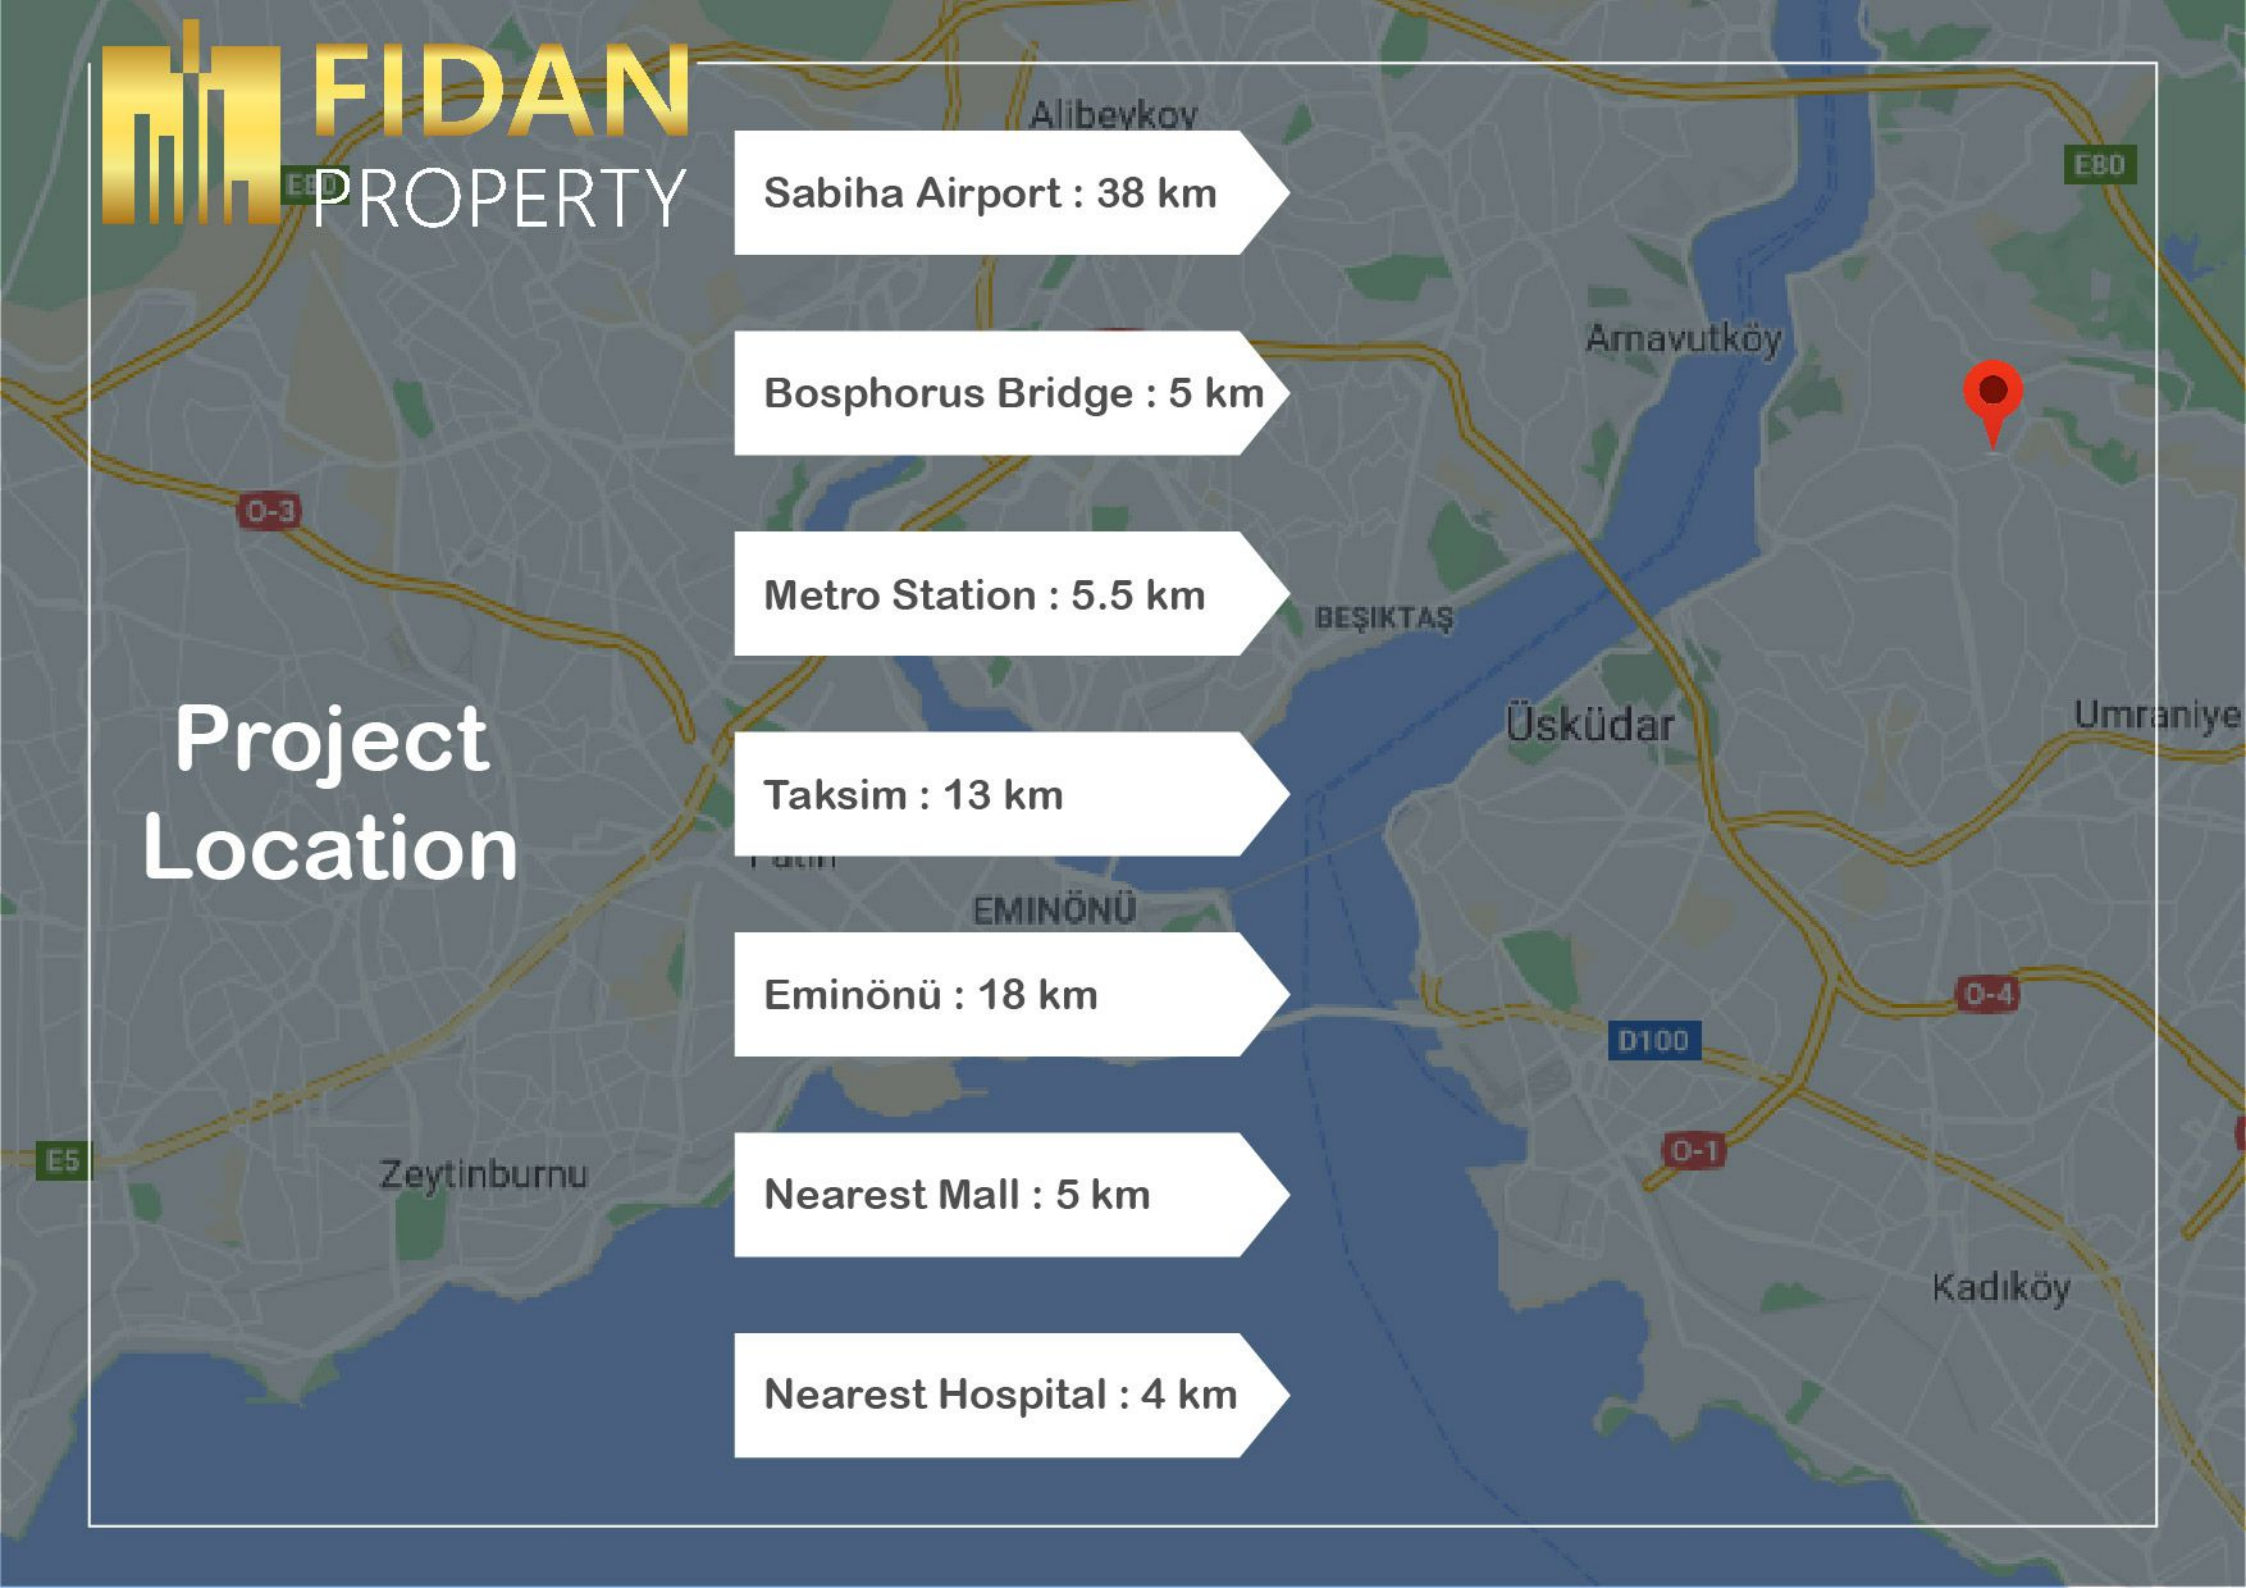 FIDAN
PROPERTY
E80
Alibeykoy
Sabiha Airport : 38 km
E80
Arnavutköy
Bosphorus Bridge : 5 km
O-3
Metro Station : 5.5 km
BEŞIKTAŞ
Project
Location
Üsküdar
Umraniye
Taksim : 13 km
Fatih
EMINÖNÜ
Eminönü : 18 km
O-4
D100
E5
Zeytinburnu
O-1
Nearest Mall : 5 km
Kadıköy
Nearest Hospital : 4 km